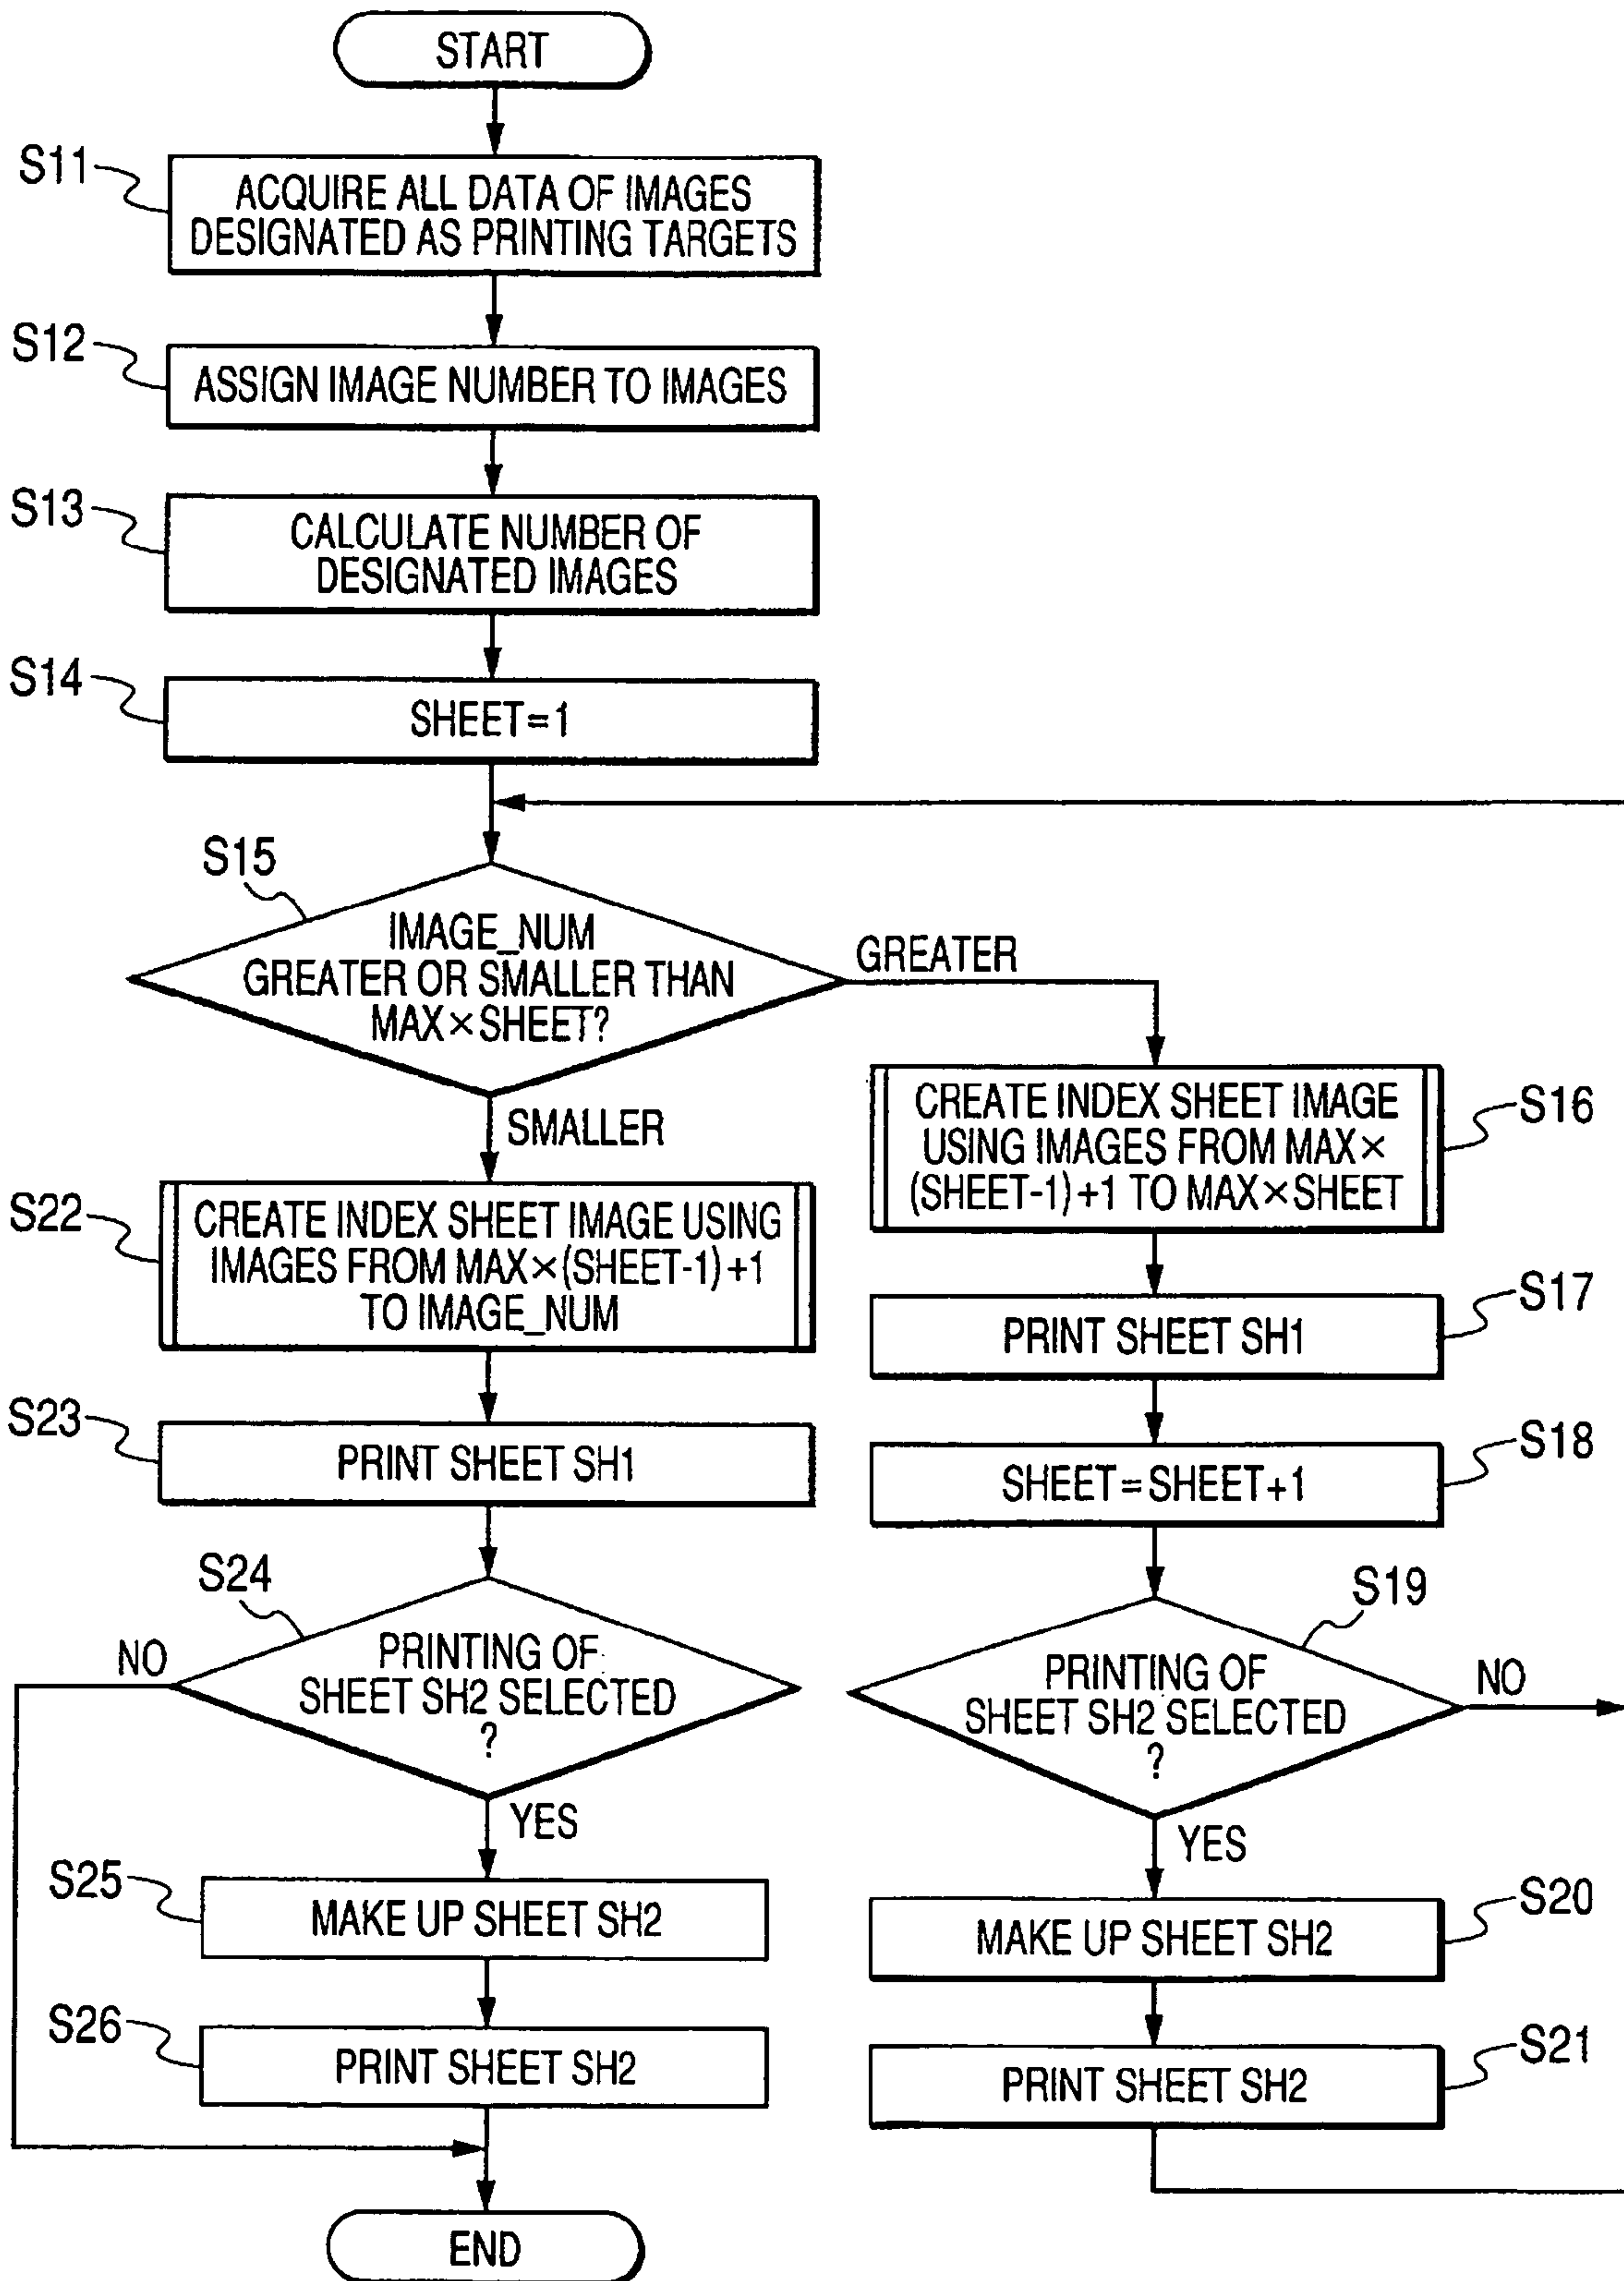 START
S11
ACQUIRE ALL DATA OF IMAGES
DESIGNATED AS PRINTING TARGETS
S12
ASSIGN IMAGE NUMBER TO IMAGES
S13
CALCULATE NUMBER OF
DESIGNATED IMAGES
S14
SHEET=1
S15
IMAGE_NUM
GREATER OR SMALLER THAN
MAX×SHEET?
GREATER
SMALLER
S16
CREATE INDEX SHEET IMAGE
USING IMAGES FROM MAX×
(SHEET-1)+1 TO MAX×SHEET
S17
PRINT SHEET SH1
S18
SHEET=SHEET+1
S19
PRINTING OF
SHEET SH2 SELECTED
?
NO
YES
S20
MAKE UP SHEET SH2
S21
PRINT SHEET SH2
S22
CREATE INDEX SHEET IMAGE USING
IMAGES FROM MAX×(SHEET-1)+1
TO IMAGE_NUM
S23
PRINT SHEET SH1
S24
PRINTING OF
SHEET SH2 SELECTED
?
NO
YES
S25
MAKE UP SHEET SH2
S26
PRINT SHEET SH2
END